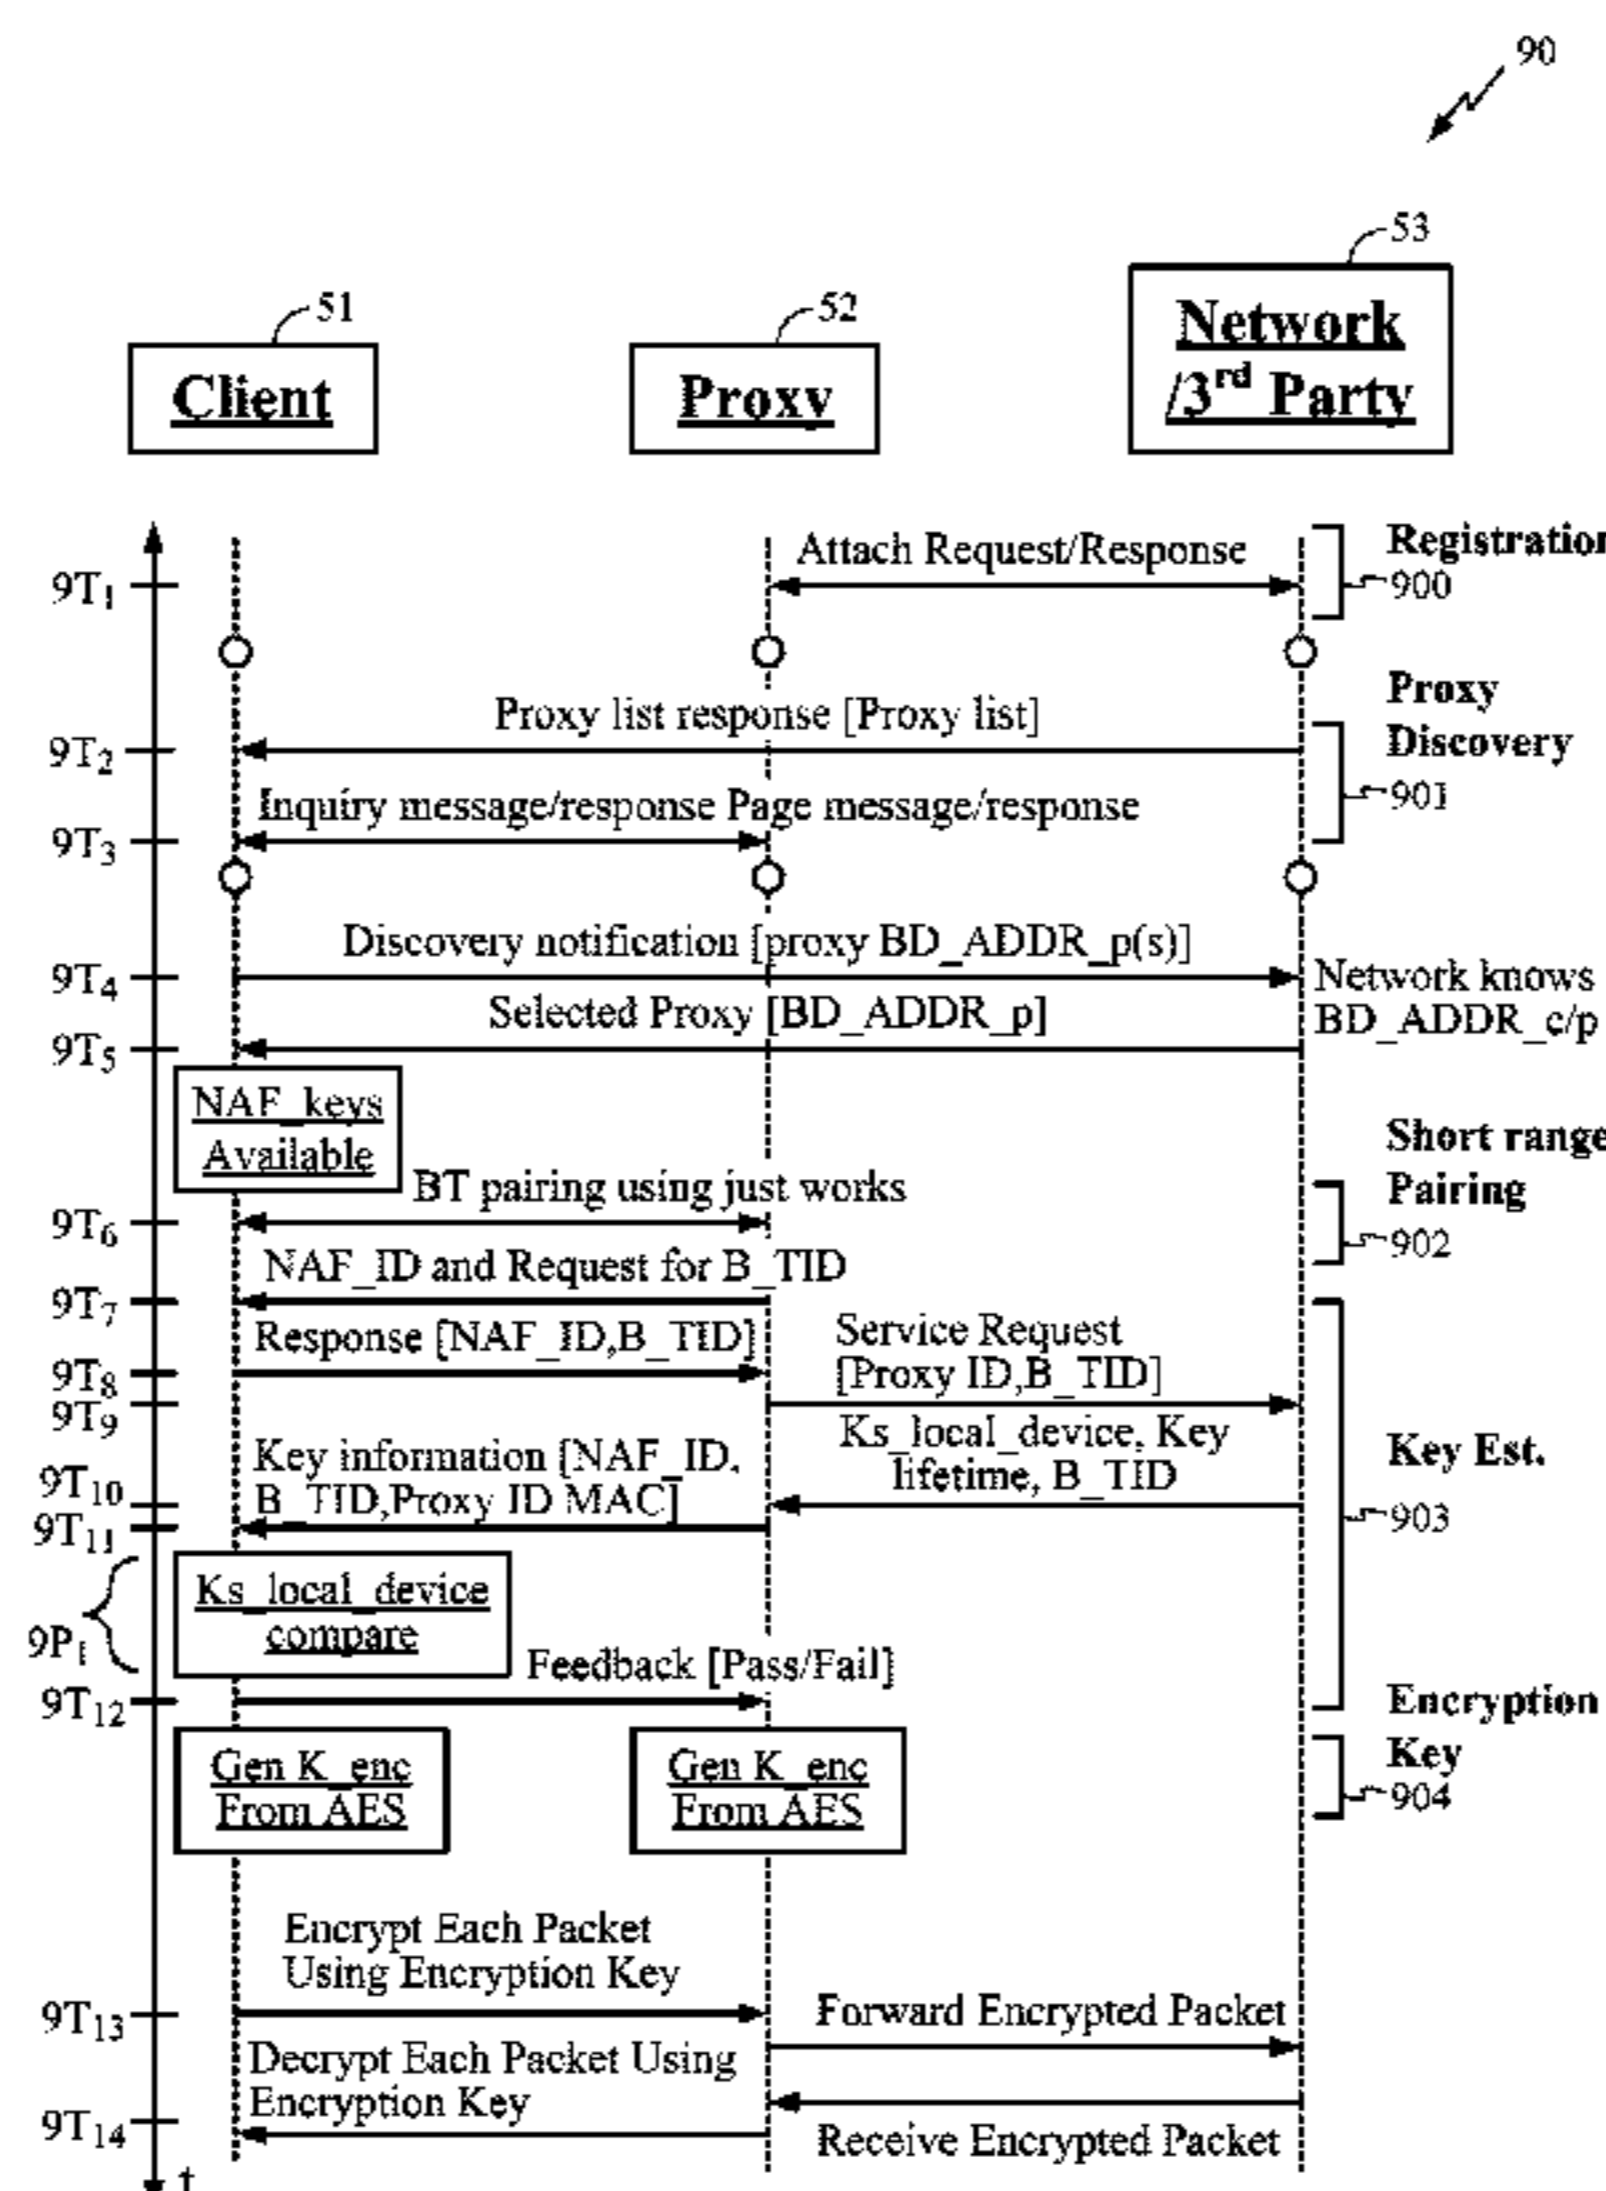 90
53
51
52
Network
/3rd Party
Client
Proxy
Attach Request/Response
Registration
9T1
900
Proxy
Proxy list response [Proxy list]
Discovery
9T2
901
Inquiry message/response Page message/response
9T3
Discovery notification [proxy BD_ADDR_p(s)]
9T4
Network knows
BD_ADDR_c/p
Selected Proxy [BD_ADDR_p]
9T5
NAF_keys
Available
Short range
Pairing
BT pairing using just works
9T6
902
NAF_ID and Request for B_TID
9T7
Response [NAF_ID,B_TID]
Service Request
[Proxy ID,B_TID]
9T8
9T9
Ks_local_device, Key
lifetime, B_TID
Key information [NAF_ID,
B_TID,Proxy ID MAC]
Key Est.
9T10
903
9T11
Ks_local_device
compare
9P1
Feedback [Pass/Fail]
9T12
Encryption
Key
904
Gen K_enc
From AES
Gen K_enc
From AES
Encrypt Each Packet
Using Encryption Key
9T13
Forward Encrypted Packet
Decrypt Each Packet Using
Encryption Key
9T14
Receive Encrypted Packet
t